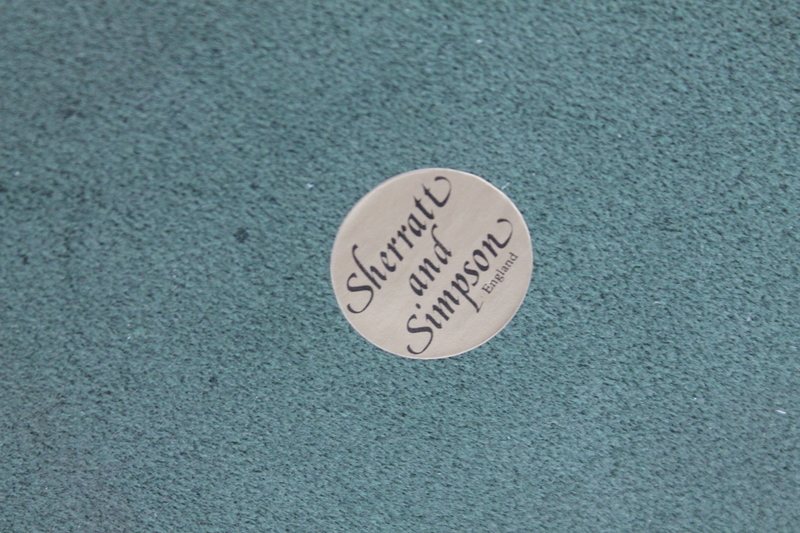 Sherratt
and
Simpson
England